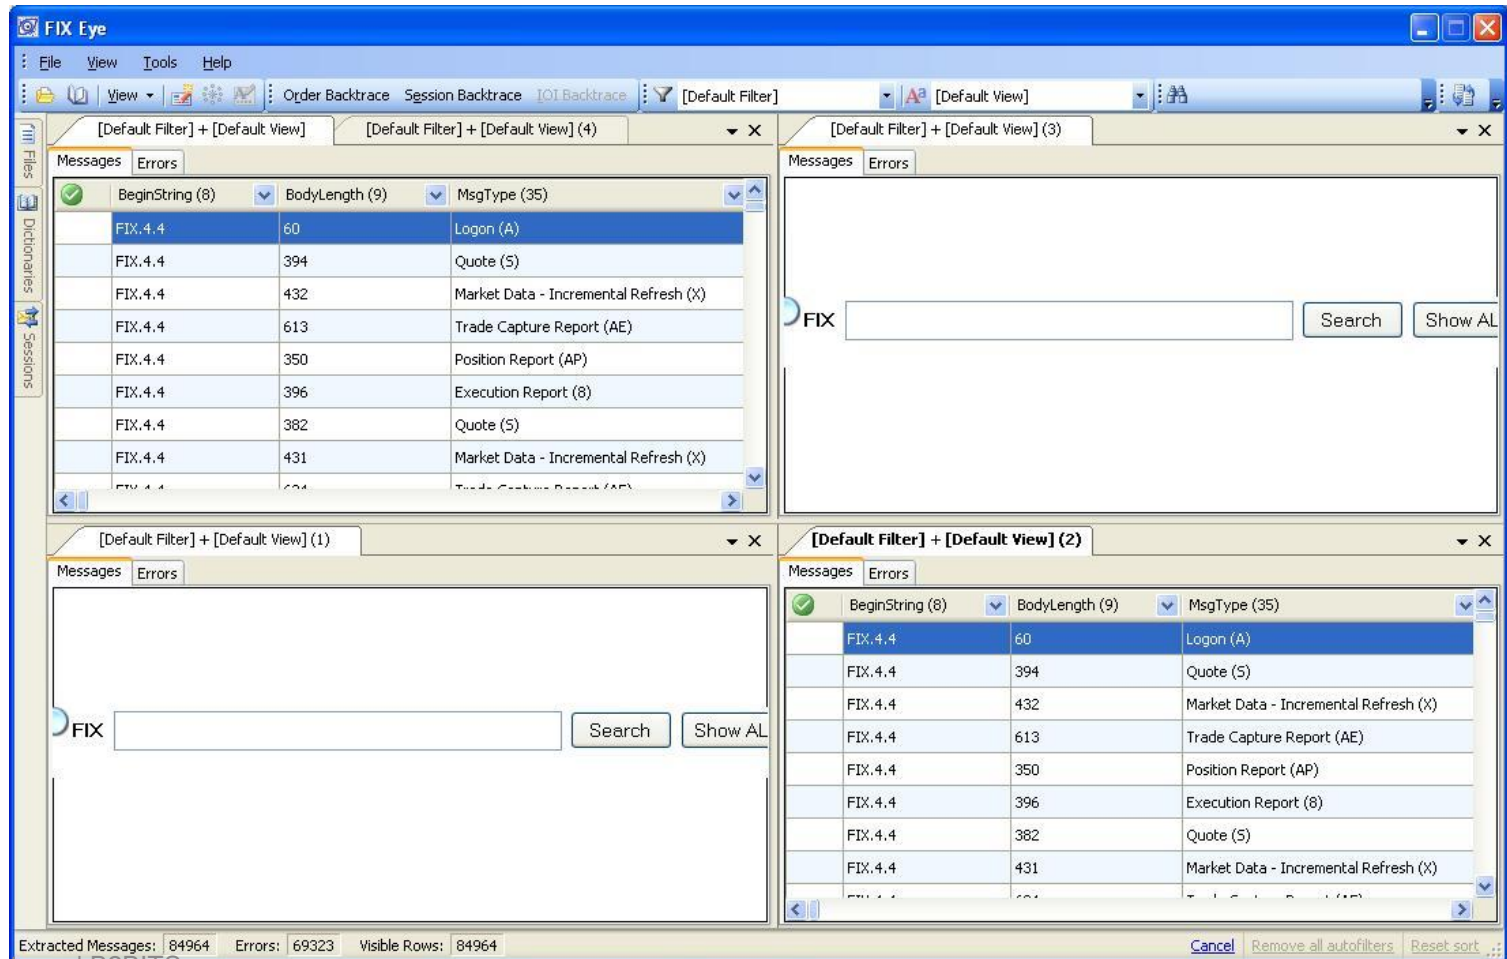 FIX Eye
File View Tools Help
View Order Backtrace Session Backtrace IOI Backtrace [Default Filter] Aa [Default View]
Files
Dictionaries
Sessions
[Default Filter] + [Default View] [Default Filter] + [Default View] (4)
Messages Errors
BeginString (8) BodyLength (9) MsgType (35)
FIX.4.4 60 Logon (A)
FIX.4.4 394 Quote (S)
FIX.4.4 432 Market Data - Incremental Refresh (X)
FIX.4.4 613 Trade Capture Report (AE)
FIX.4.4 350 Position Report (AP)
FIX.4.4 396 Execution Report (8)
FIX.4.4 382 Quote (S)
FIX.4.4 431 Market Data - Incremental Refresh (X)
[Default Filter] + [Default View] (3)
Messages Errors
FIX Search Show AL
[Default Filter] + [Default View] (1)
Messages Errors
FIX Search Show AL
[Default Filter] + [Default View] (2)
Messages Errors
BeginString (8) BodyLength (9) MsgType (35)
FIX.4.4 60 Logon (A)
FIX.4.4 394 Quote (S)
FIX.4.4 432 Market Data - Incremental Refresh (X)
FIX.4.4 613 Trade Capture Report (AE)
FIX.4.4 350 Position Report (AP)
FIX.4.4 396 Execution Report (8)
FIX.4.4 382 Quote (S)
FIX.4.4 431 Market Data - Incremental Refresh (X)
Extracted Messages: 84964 Errors: 69323 Visible Rows: 84964 Cancel Remove all autofilters Reset sort